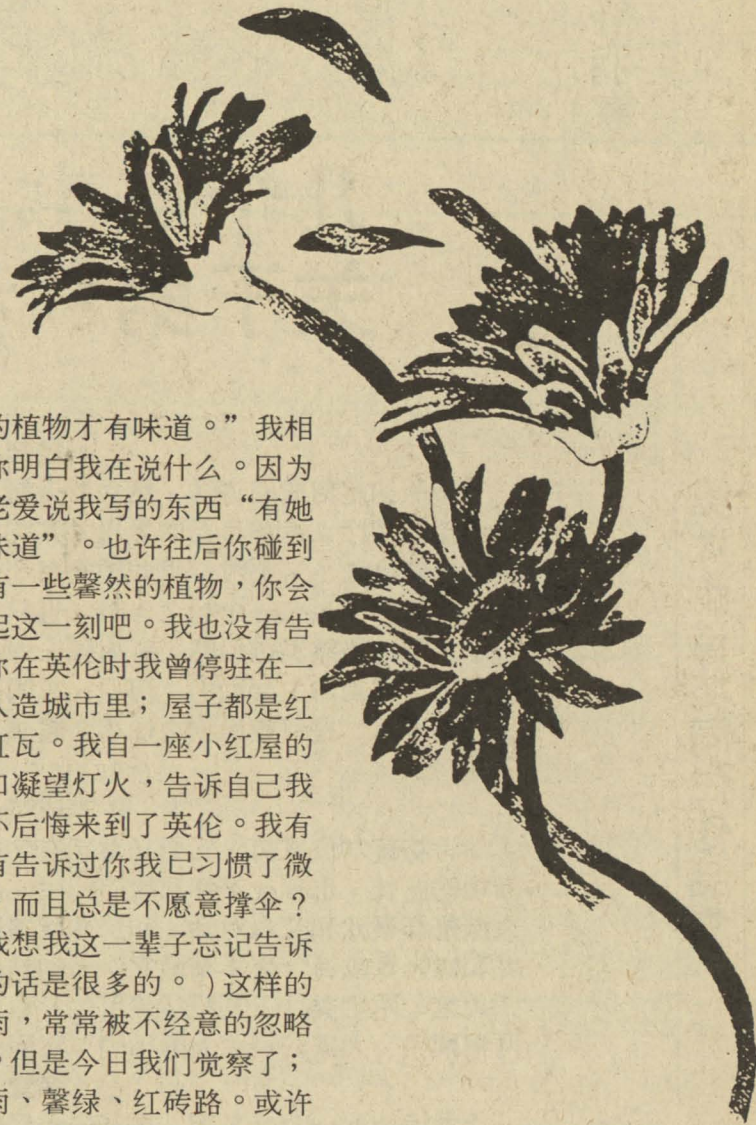 的植物才有味道。”我相
你明白我在说什么。因为
老爱说我写的东西“有她
味道”。也许往后你碰到
有一些馨然的植物，你会
起这一刻吧。我也没有告
你在英伦时我曾停驻在一
人造城市里；屋子都是红
红瓦。我自一座小红屋的
口凝望灯火，告诉自己我
不后悔来到了英伦。我有
有告诉过你我已习惯了微
而且总是不愿意撑伞？
我想我这一辈子忘记告诉
的话是很多的。)这样的
雨，常常被不经意的忽略
但是今日我们觉察了；
雨、馨绿、红砖路。或许